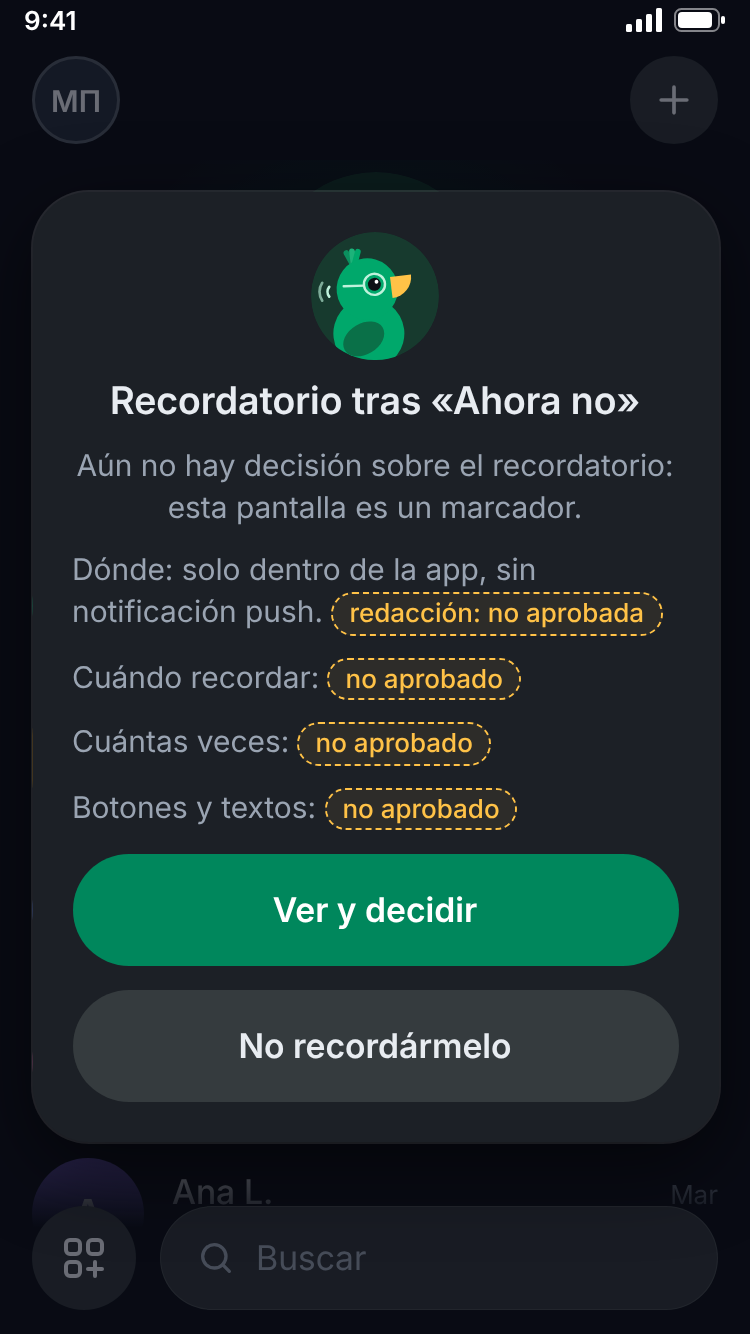 9:41
МП
Recordatorio tras «Ahora no»
Aún no hay decisión sobre el recordatorio:
esta pantalla es un marcador.
Dónde: solo dentro de la app, sin
notificación push. redacción: no aprobada
Cuándo recordar: no aprobado
Cuántas veces: no aprobado
Botones y textos: no aprobado
Ver y decidir
No recordármelo
Ana L.
Mar
Buscar